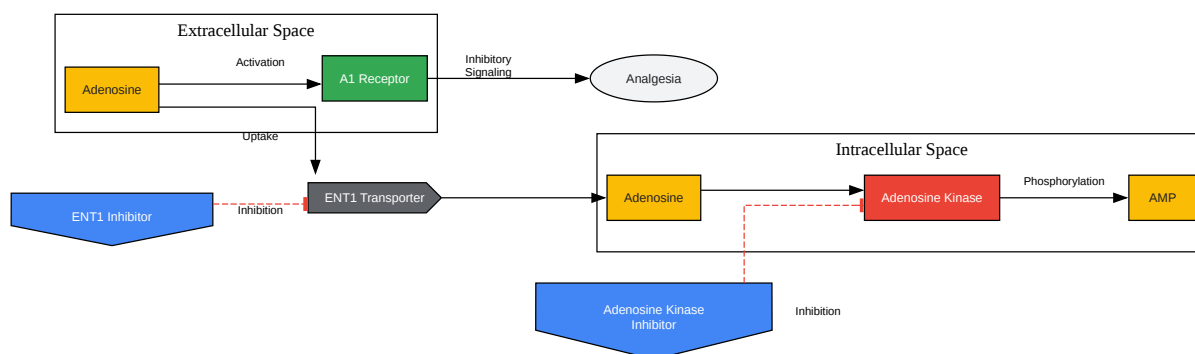 Extracellular Space
Adenosine
Activation
A1 Receptor
Inhibitory
Signaling
Analgesia
Uptake
Intracellular Space
ENT1 Inhibitor
Inhibition
ENT1 Transporter
Adenosine
Adenosine Kinase
Phosphorylation
AMP
Adenosine Kinase
Inhibitor
Inhibition